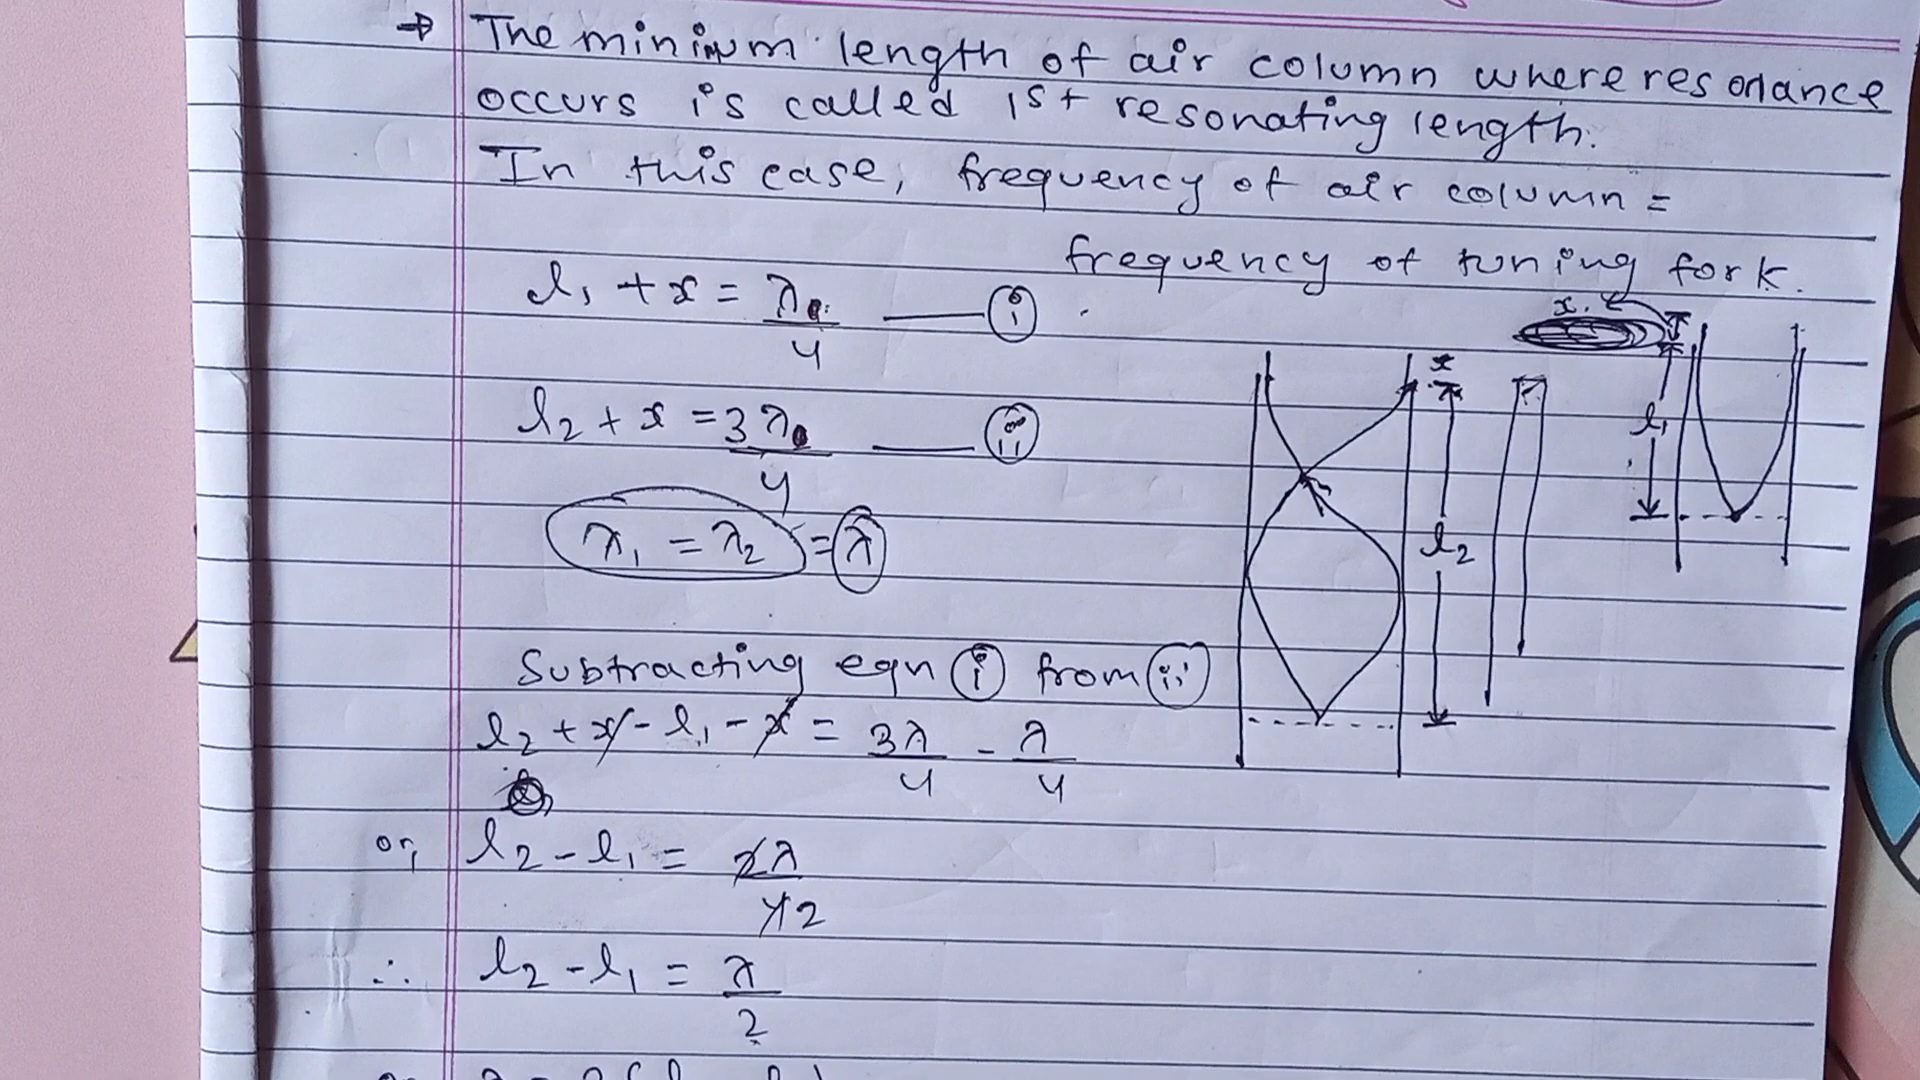 → The minimum length of air column where resonance
occurs is called 1st resonating length.
In this case, frequency of air column =
frequency of tuning fork.
l₁ + x = λ/4 —— (i)
l₂ + x = 3λ/4 —— (ii)
λ₁ = λ₂ = λ
x
l₂
x
l₁
Subtracting eqn (i) from (ii)
l₂ + x - l₁ - x = 3λ/4 - λ/4
or, l₂ - l₁ = 2λ/4 2
∴ l₂ - l₁ = λ/2